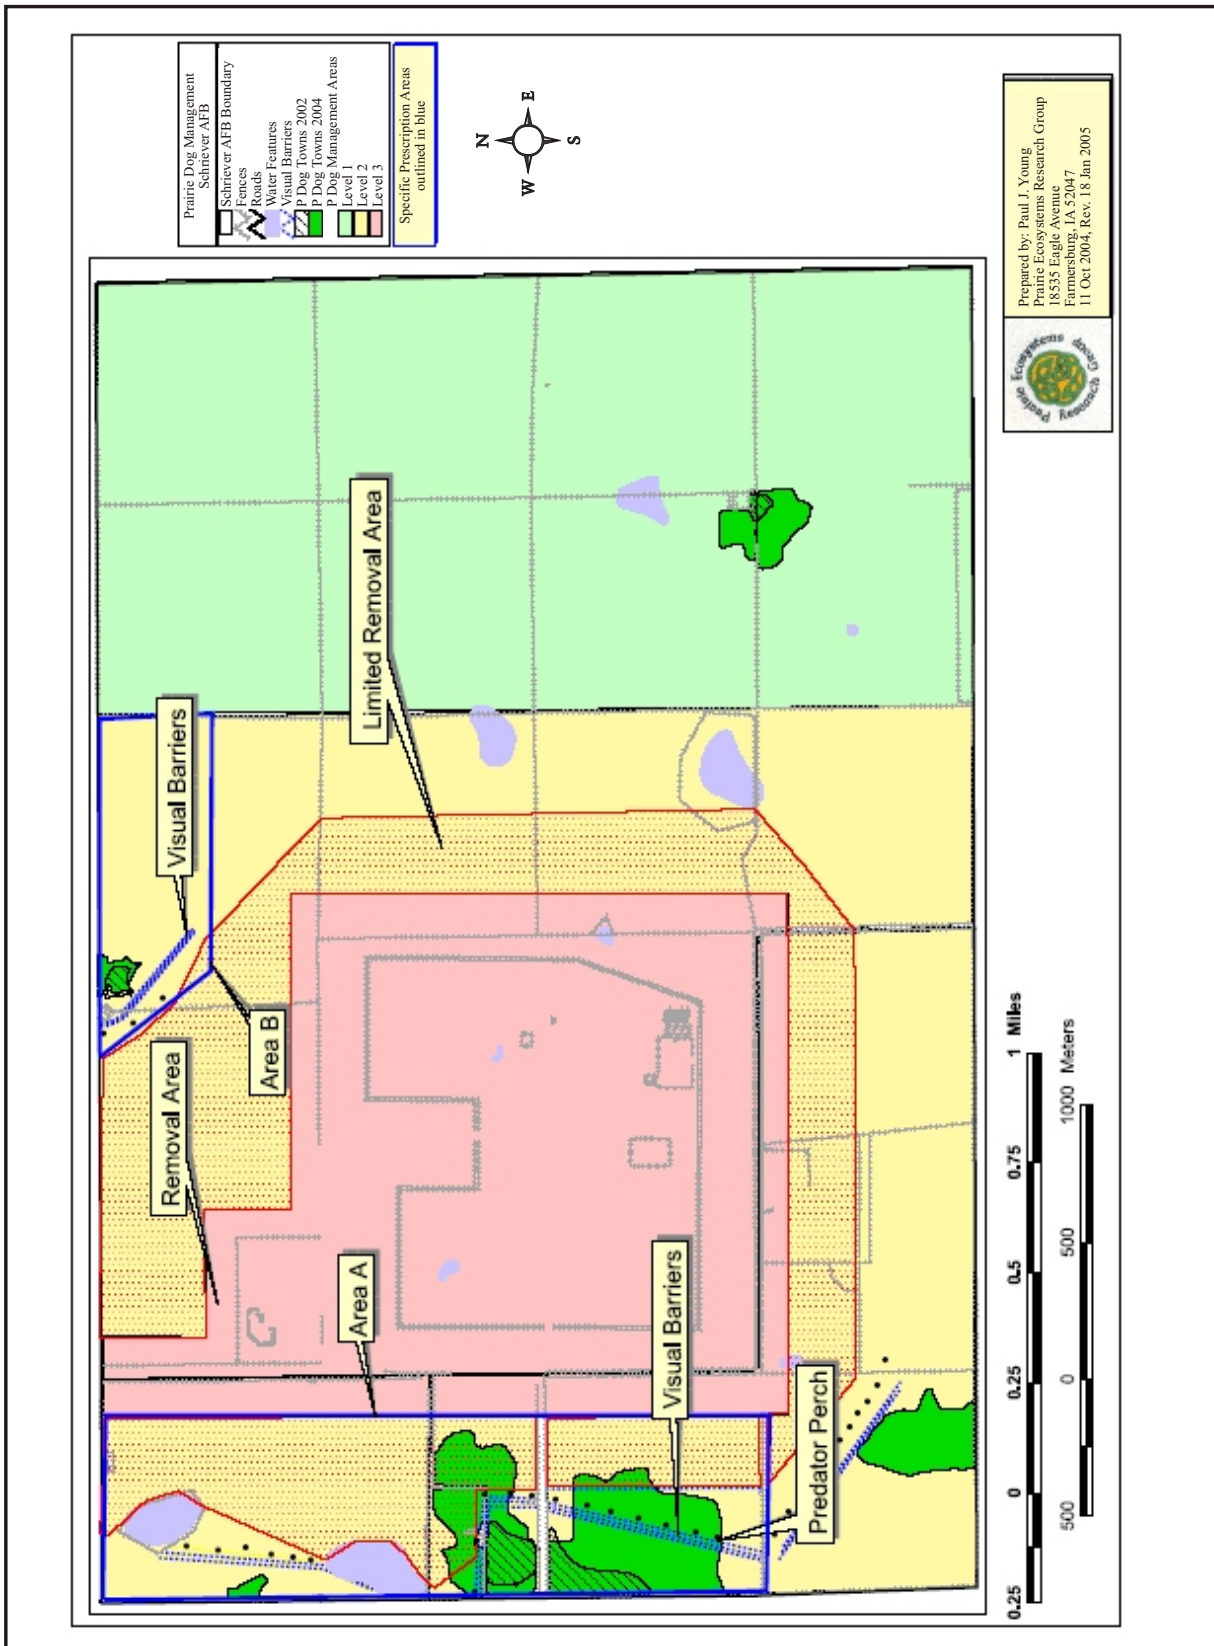 Prairie Dog Management
Schriever AFB
Schriever AFB Boundary
Fences
Roads
Water Features
Visual Barriers
P Dog Towns 2002
P Dog Towns 2004
P Dog Management Areas
Level 1
Level 2
Level 3
Specific Prescription Areas
outlined in blue
N
W
E
S
Visual Barriers
Limited Removal Area
Removal Area
Area B
Area A
Visual Barriers
Predator Perch
0.25
0
0.25
0.5
0.75
1
Miles
500
0
500
1000
Meters
Prairie Ecosystems
Research Group
Prepared by: Paul J. Young
Prairie Ecosystems Research Group
18535 Eagle Avenue
Farmersburg, IA 52047
11 Oct 2004, Rev. 18 Jan 2005